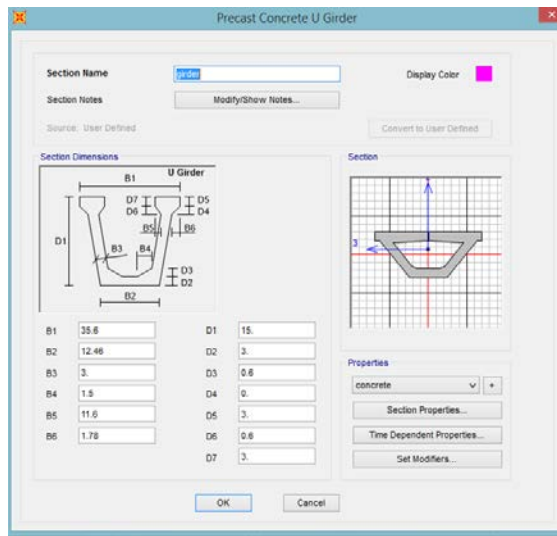 Precast Concrete U Girder
Section Name girder Display Color
Section Notes Modify/Show Notes...
Source: User Defined Convert to User Defined
Section Dimensions Section
U Girder
B1
D7 D5
D6 D4
B5 B6
D1
B3 B4
D3
D2
B2
3
B1 35.6 D1 15.
B2 12.46 D2 3.
B3 3. D3 0.6
B4 1.5 D4 0.
B5 11.6 D5 3.
B6 1.78 D6 0.6
D7 3.
Properties
concrete +
Section Properties...
Time Dependent Properties...
Set Modifiers...
OK Cancel